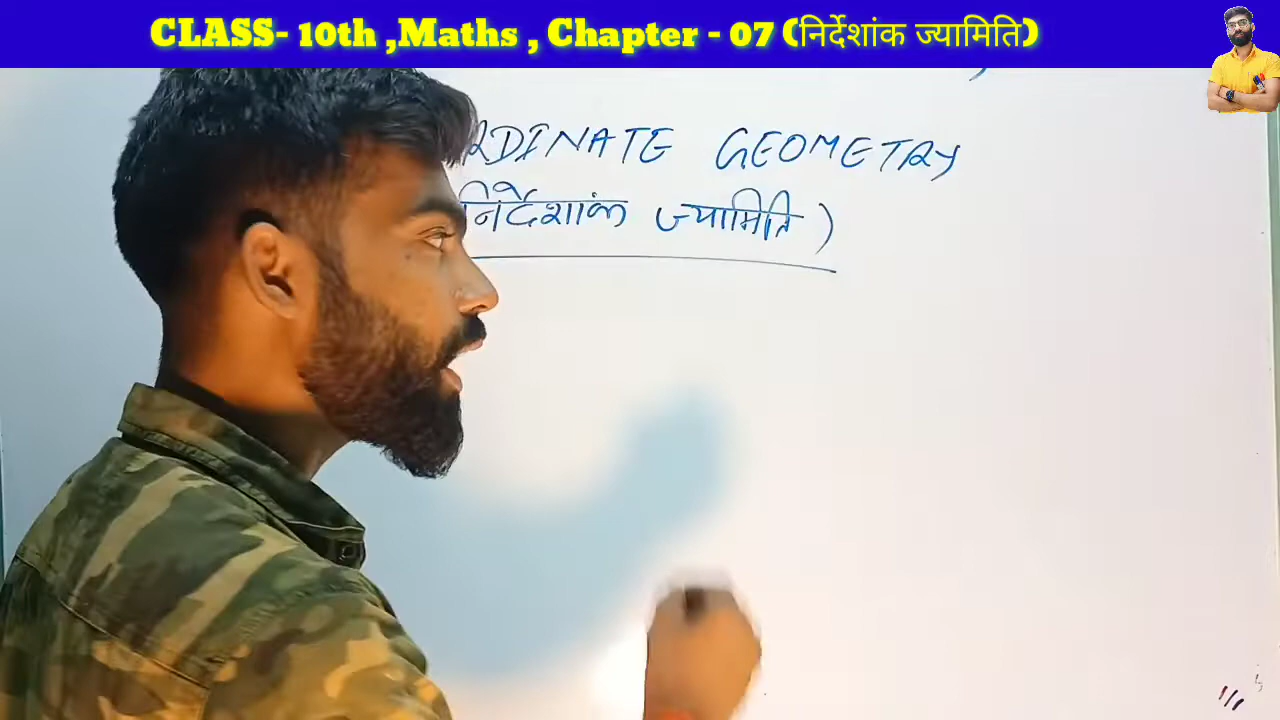 CLASS- 10th ,Maths , Chapter - 07 (निर्देशांक ज्यामिति)
RDINATE GEOMETRY
निर्देशांक ज्यामिति )